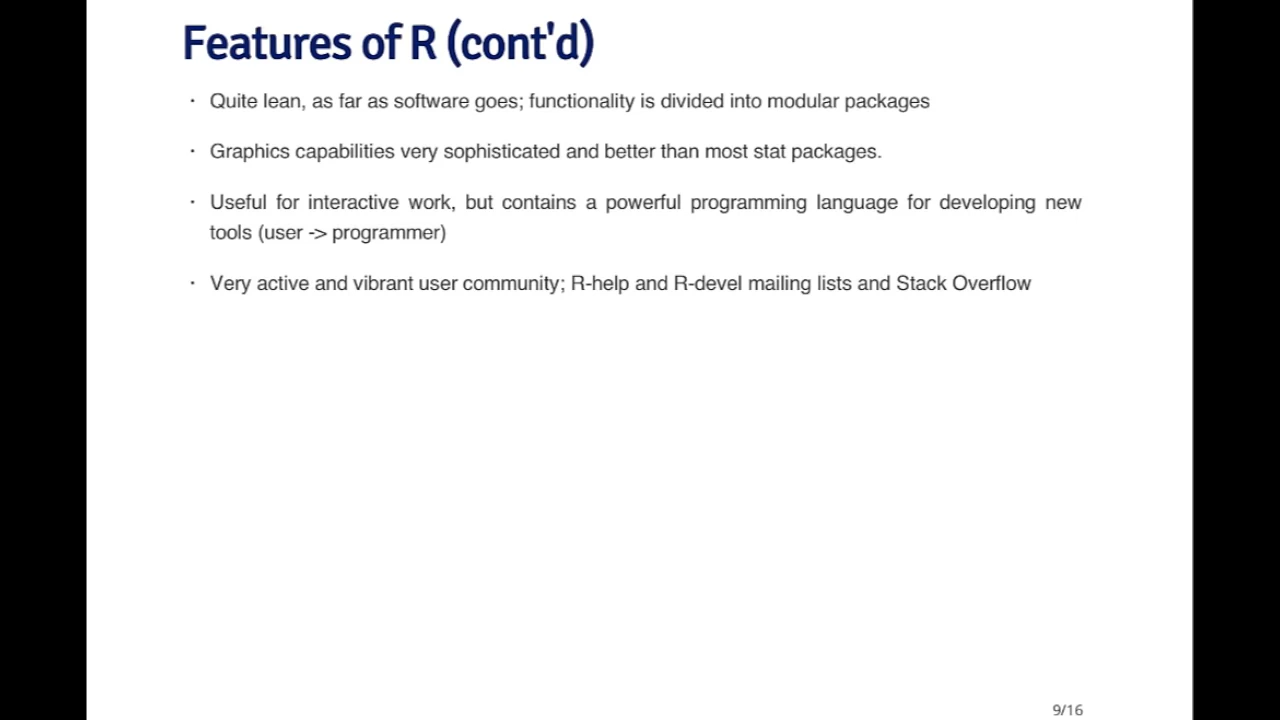 Features of R (cont'd)
· Quite lean, as far as software goes; functionality is divided into modular packages
· Graphics capabilities very sophisticated and better than most stat packages.
· Useful for interactive work, but contains a powerful programming language for developing new
tools (user -> programmer)
· Very active and vibrant user community; R-help and R-devel mailing lists and Stack Overflow
9/16